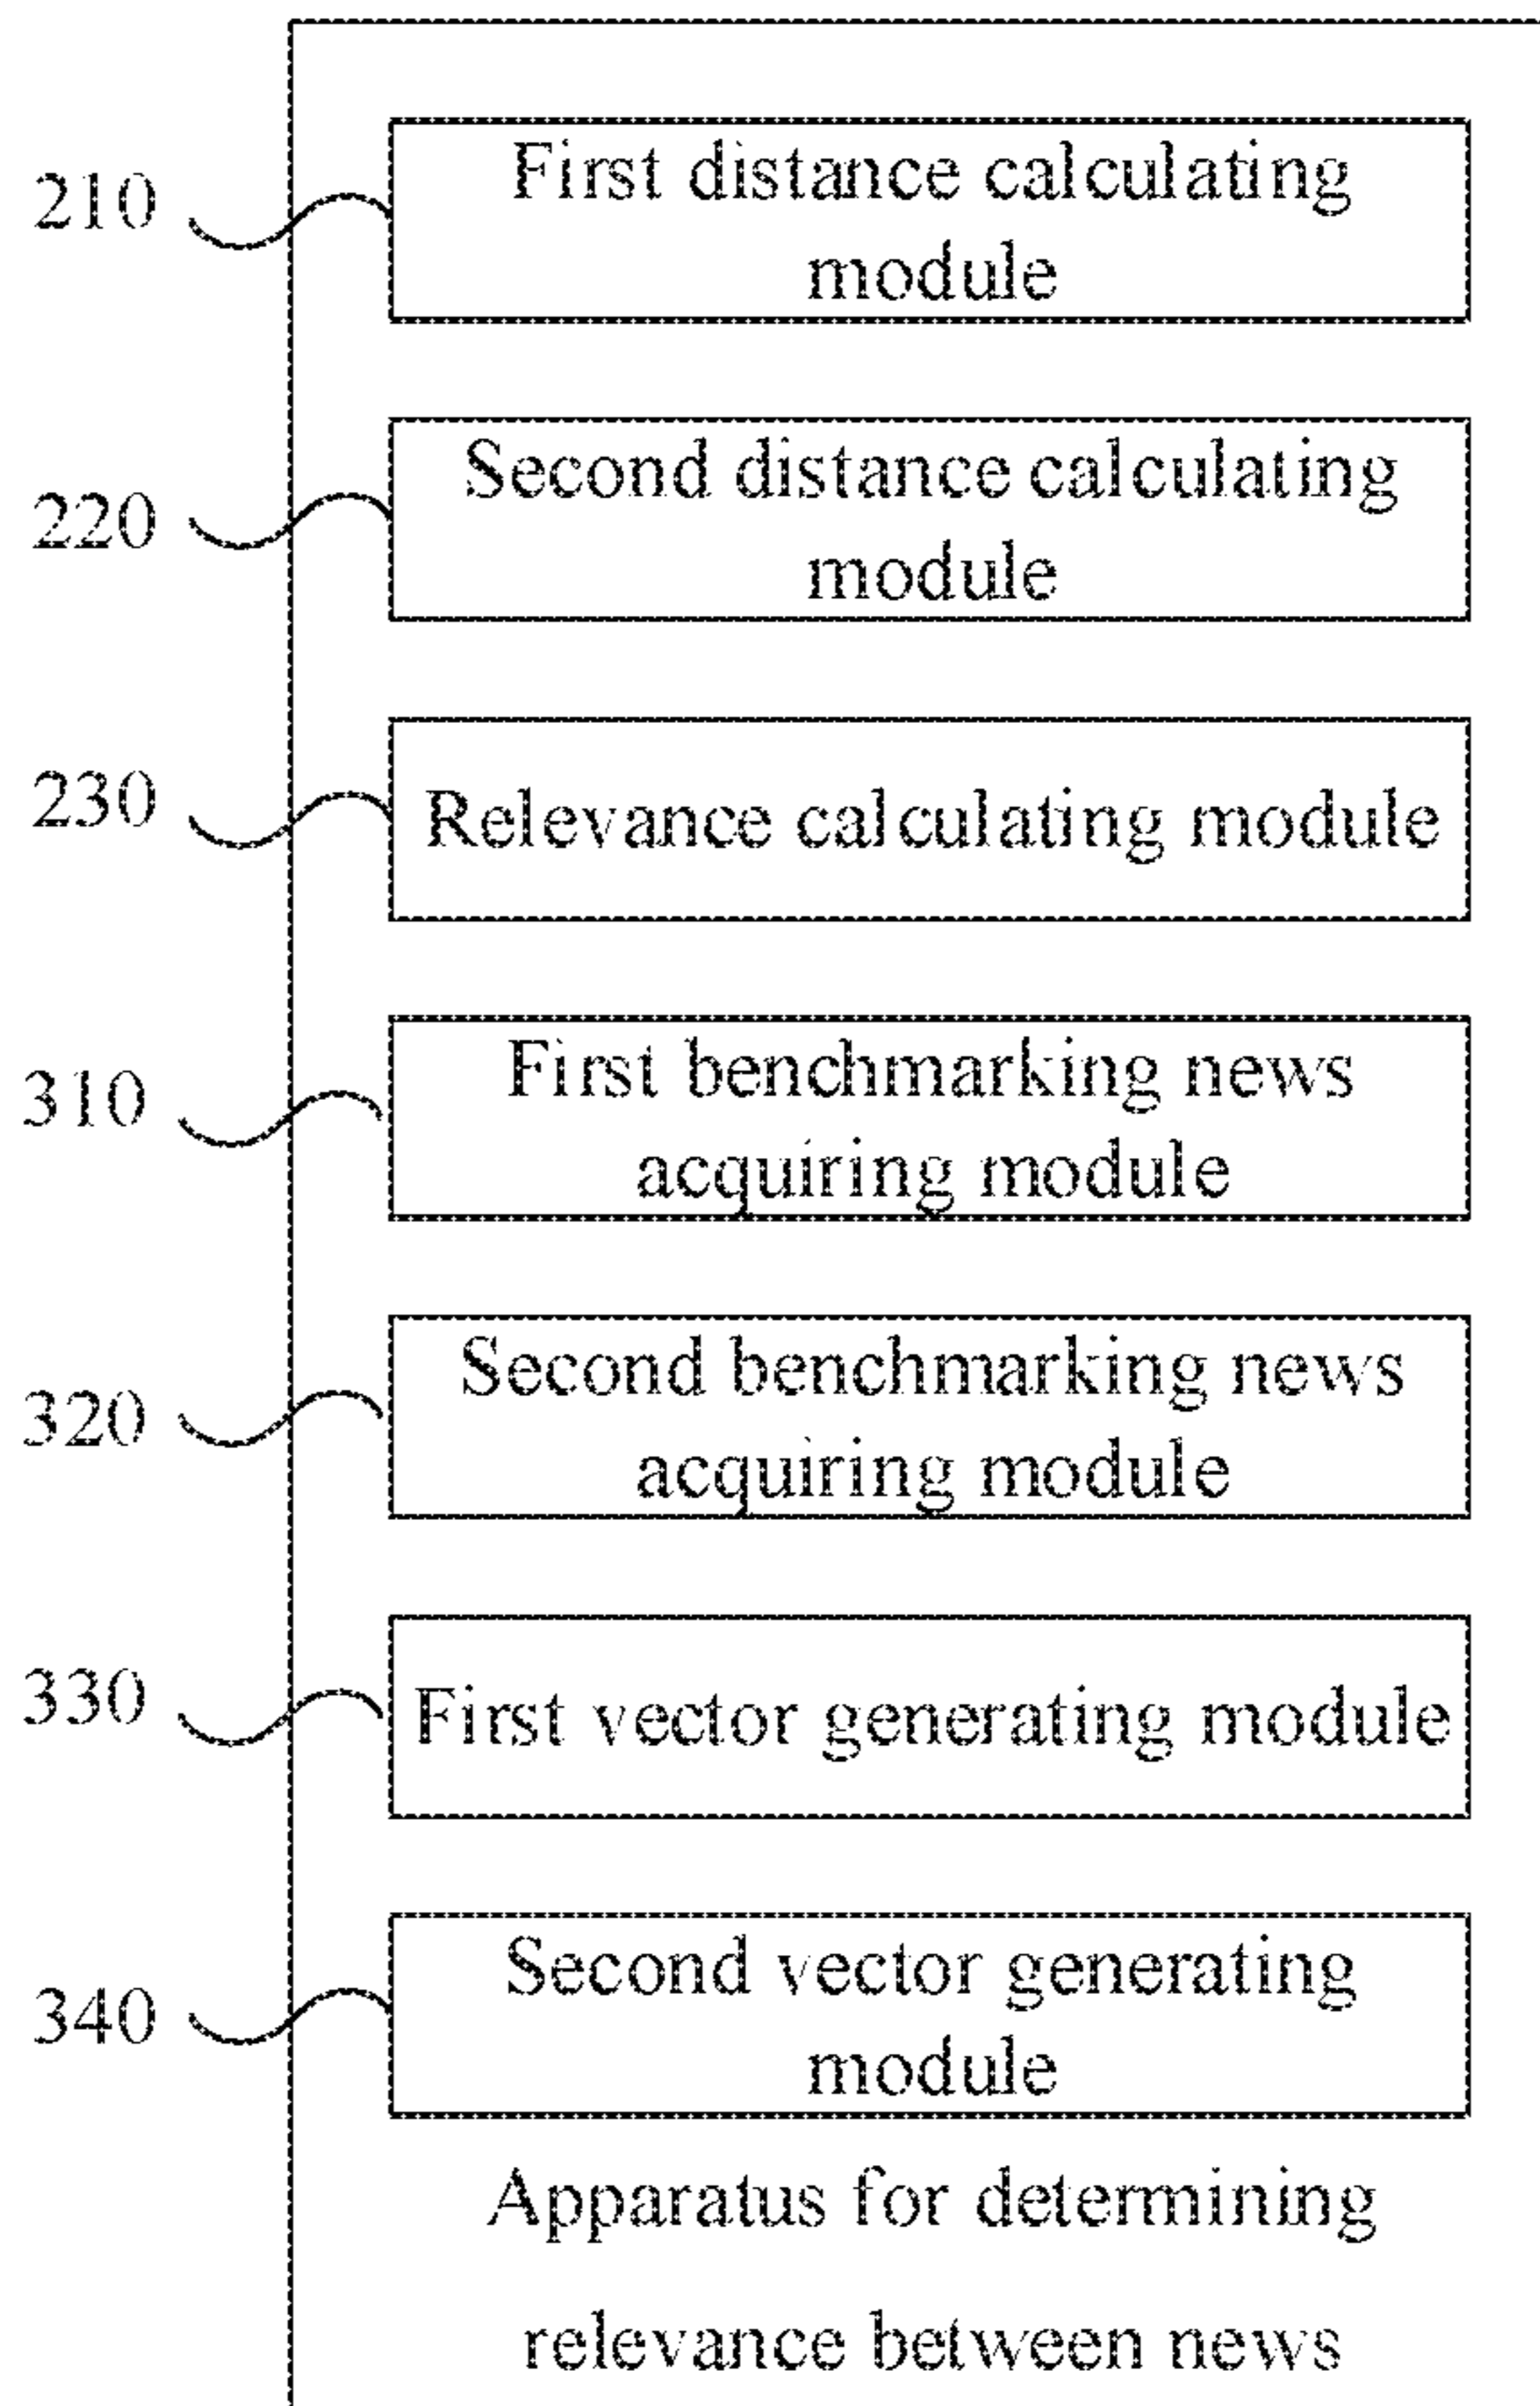 210
First distance calculating
module
220
Second distance calculating
module
230
Relevance calculating module
310
First benchmarking news
acquiring module
320
Second benchmarking news
acquiring module
330
First vector generating module
340
Second vector generating
module
Apparatus for determining
relevance between news